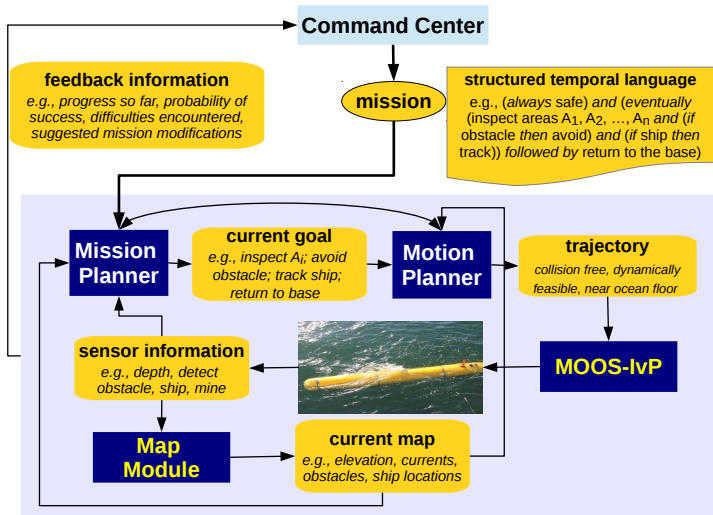 Command Center
feedback information
e.g., progress so far, probability of
success, difficulties encountered,
suggested mission modifications
mission
structured temporal language
e.g., (always safe) and (eventually
(inspect areas A1, A2, ..., An and (if
obstacle then avoid) and (if ship then
track)) followed by return to the base)
Mission
Planner
current goal
e.g., inspect Ai; avoid
obstacle; track ship;
return to base
Motion
Planner
trajectory
collision free, dynamically
feasible, near ocean floor
sensor information
e.g., depth, detect
obstacle, ship, mine
MOOS-IvP
Map
Module
current map
e.g., elevation, currents,
obstacles, ship locations